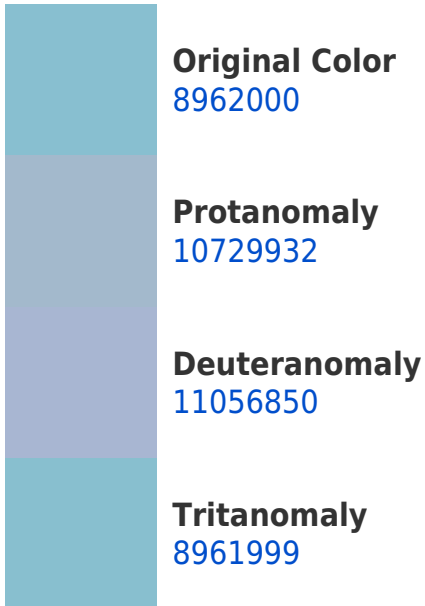 Original Color
8962000
Protanomaly
10729932
Deuteranomaly
11056850
Tritanomaly
8961999